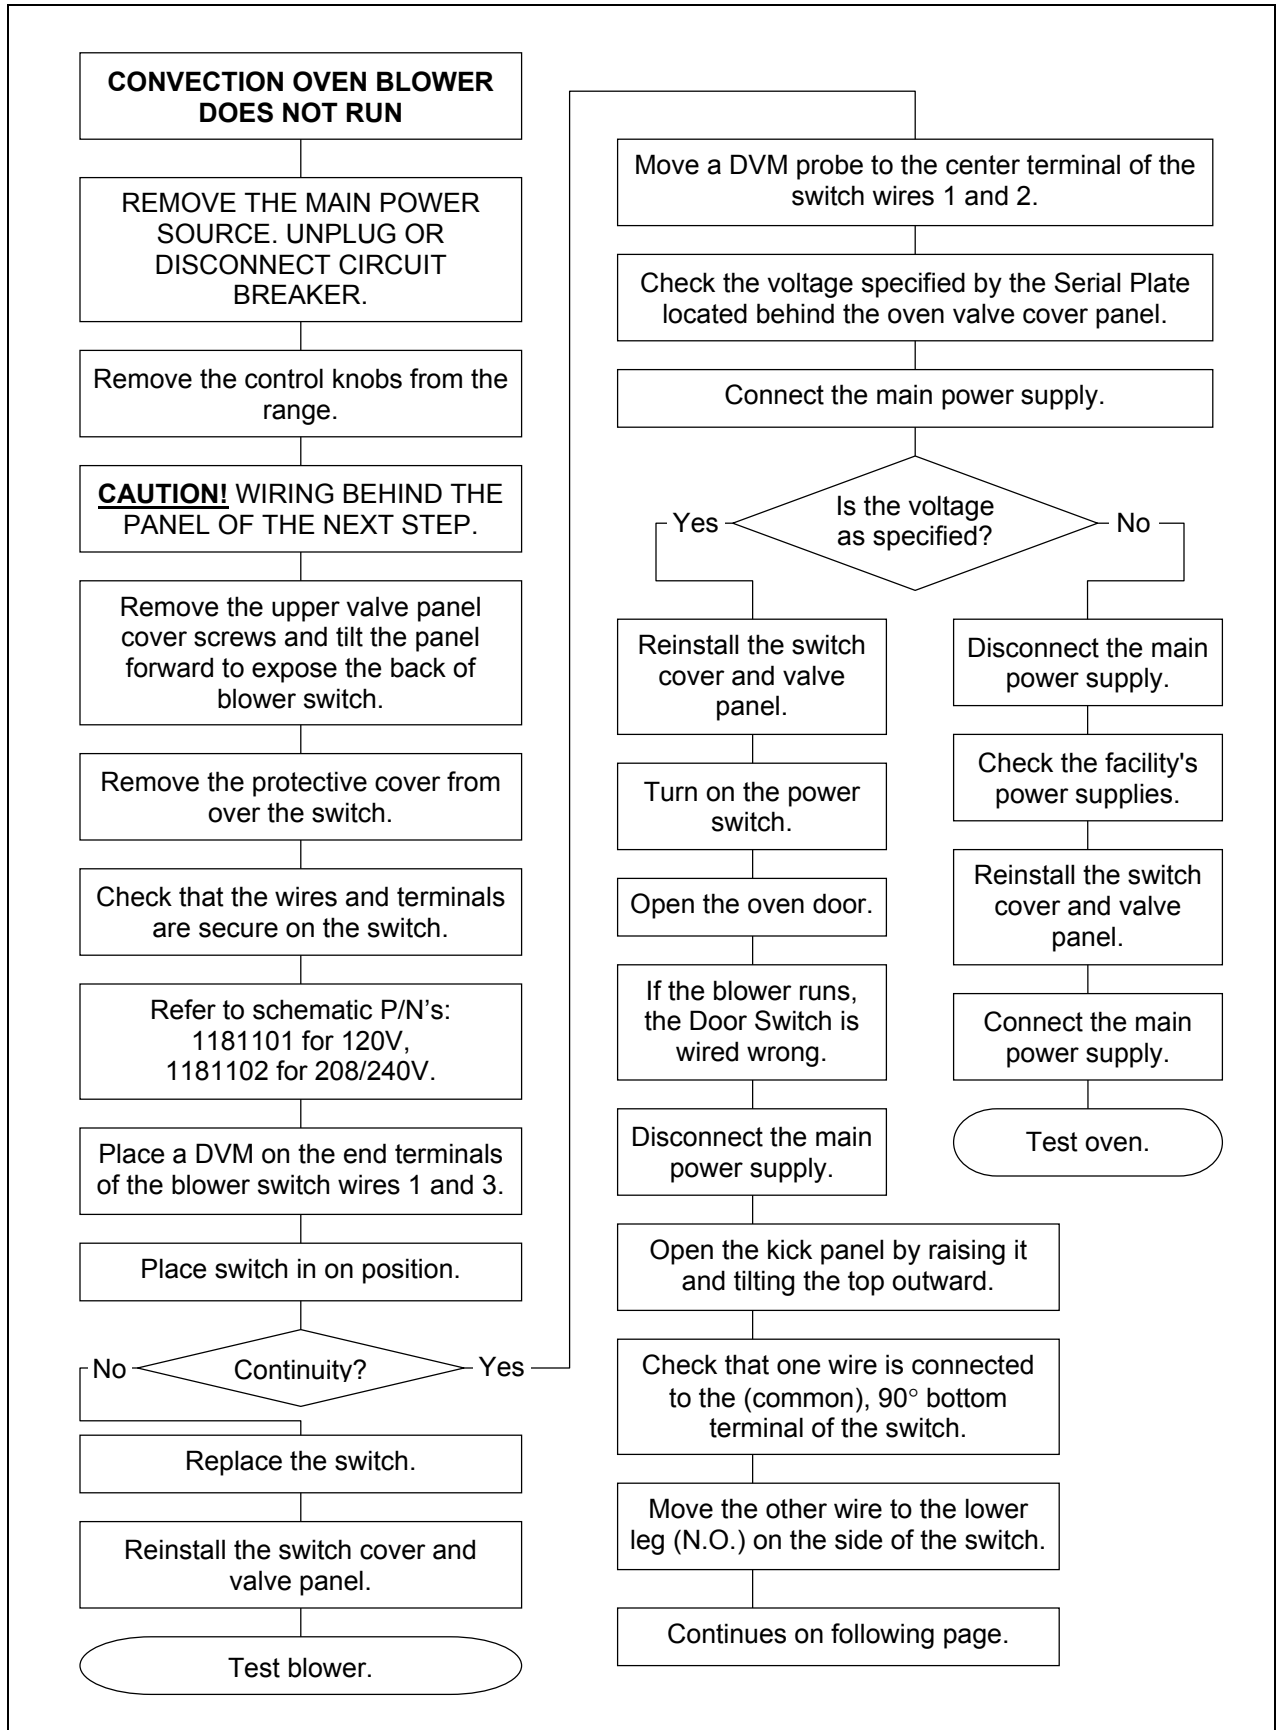 CONVECTION OVEN BLOWER
DOES NOT RUN
REMOVE THE MAIN POWER
SOURCE. UNPLUG OR
DISCONNECT CIRCUIT
BREAKER.
Remove the control knobs from the
range.
CAUTION! WIRING BEHIND THE
PANEL OF THE NEXT STEP.
Remove the upper valve panel
cover screws and tilt the panel
forward to expose the back of
blower switch.
Remove the protective cover from
over the switch.
Check that the wires and terminals
are secure on the switch.
Refer to schematic P/N's:
1181101 for 120V,
1181102 for 208/240V.
Place a DVM on the end terminals
of the blower switch wires 1 and 3.
Place switch in on position.
Continuity?
No
Yes
Replace the switch.
Reinstall the switch cover and
valve panel.
Test blower.
Move a DVM probe to the center terminal of the
switch wires 1 and 2.
Check the voltage specified by the Serial Plate
located behind the oven valve cover panel.
Connect the main power supply.
Is the voltage
as specified?
Yes
No
Reinstall the switch
cover and valve
panel.
Turn on the power
switch.
Open the oven door.
If the blower runs,
the Door Switch is
wired wrong.
Disconnect the main
power supply.
Open the kick panel by raising it
and tilting the top outward.
Check that one wire is connected
to the (common), 90° bottom
terminal of the switch.
Move the other wire to the lower
leg (N.O.) on the side of the switch.
Continues on following page.
Disconnect the main
power supply.
Check the facility's
power supplies.
Reinstall the switch
cover and valve
panel.
Connect the main
power supply.
Test oven.